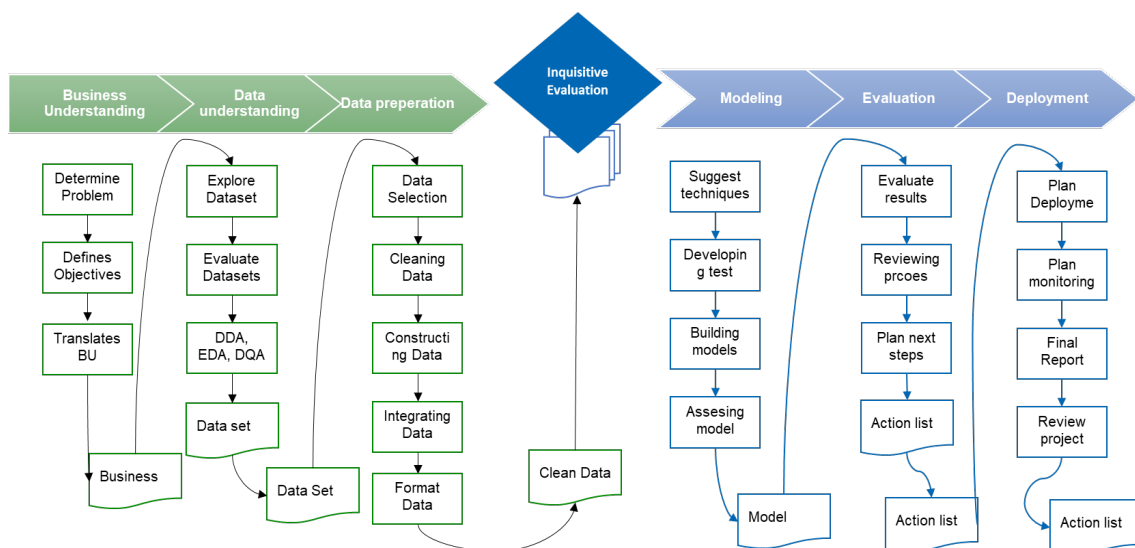 Business
Understanding
Data
understanding
Data preperation
Inquisitive
Evaluation
Modeling
Evaluation
Deployment
Determine
Problem
Defines
Objectives
Translates
BU
Business
Explore
Dataset
Evaluate
Datasets
DDA,
EDA, DQA
Data set
Data Set
Data
Selection
Cleaning
Data
Constructi
ng Data
Integrating
Data
Format
Data
Clean Data
Suggest
techniques
Developin
g test
Building
models
Assesing
model
Model
Evaluate
results
Reviewing
prcoes
Plan next
steps
Action list
Action list
Plan
Deployme
Plan
monitoring
Final
Report
Review
project
Action list